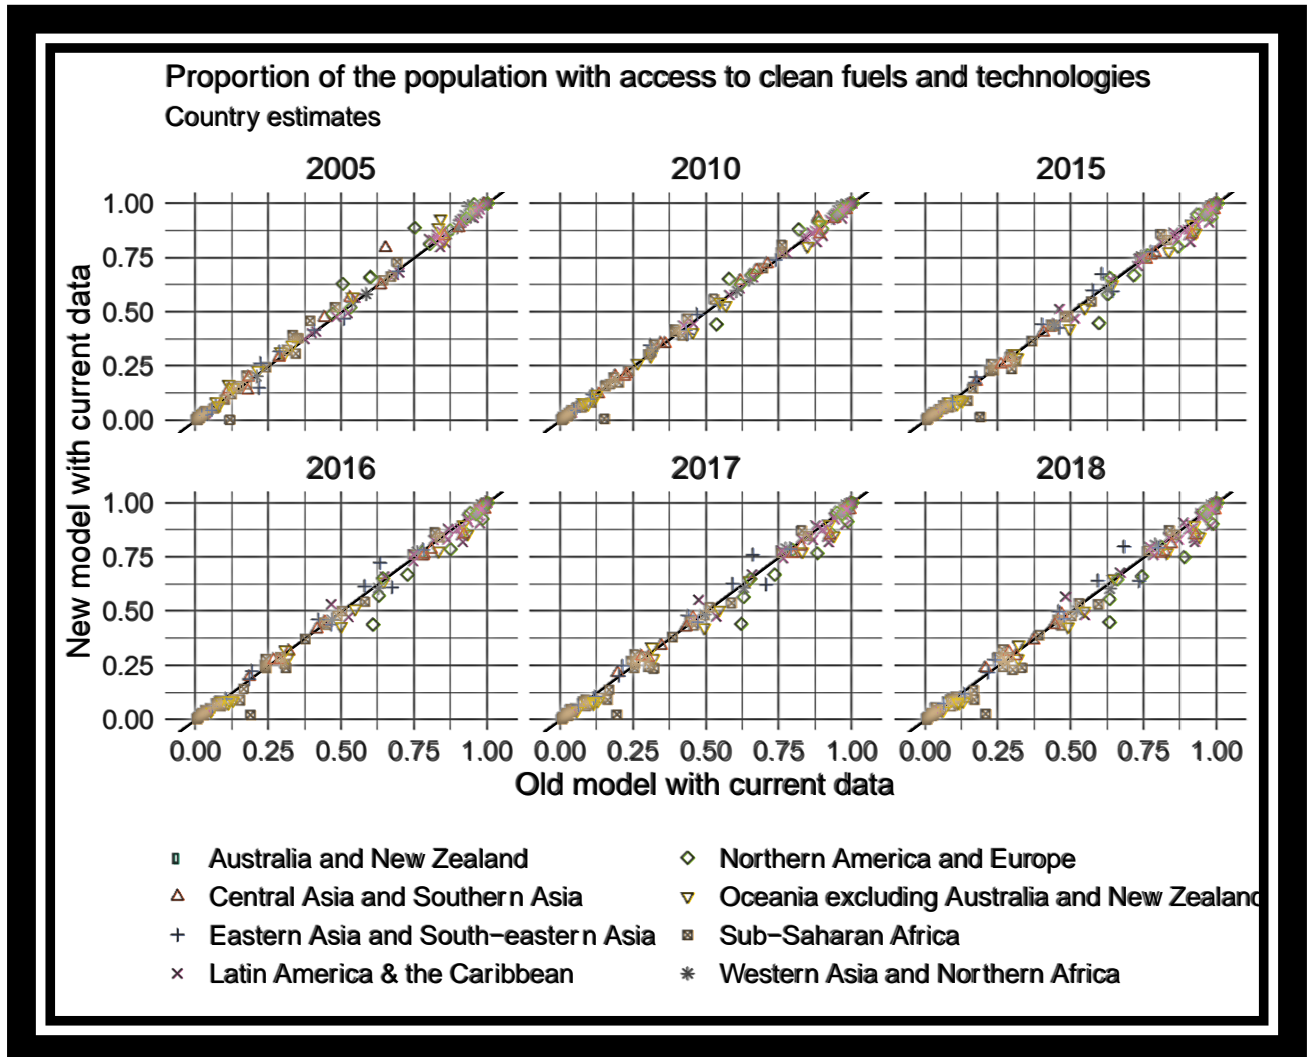 Proportion of the population with access to clean fuels and technologies
Country estimates
2005 2010 2015
1.00
0.75
0.50
0.25
0.00
2016 2017 2018
1.00
0.75
0.50
0.25
0.00
0.00 0.25 0.50 0.75 1.00 0.00 0.25 0.50 0.75 1.00 0.00 0.25 0.50 0.75 1.00
New model with current data
Old model with current data
Australia and New Zealand
Central Asia and Southern Asia
Eastern Asia and South−eastern Asia
Latin America & the Caribbean
Northern America and Europe
Oceania excluding Australia and New Zealand
Sub−Saharan Africa
Western Asia and Northern Africa